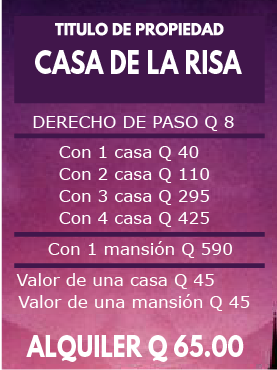 TITULO DE PROPIEDAD
CASA DE LA RISA
DERECHO DE PASO Q 8
Con 1 casa Q 40
Con 2 casa Q 110
Con 3 casa Q 295
Con 4 casa Q 425
Con 1 mansión Q 590
Valor de una casa Q 45
Valor de una mansión Q 45
ALQUILER Q 65.00